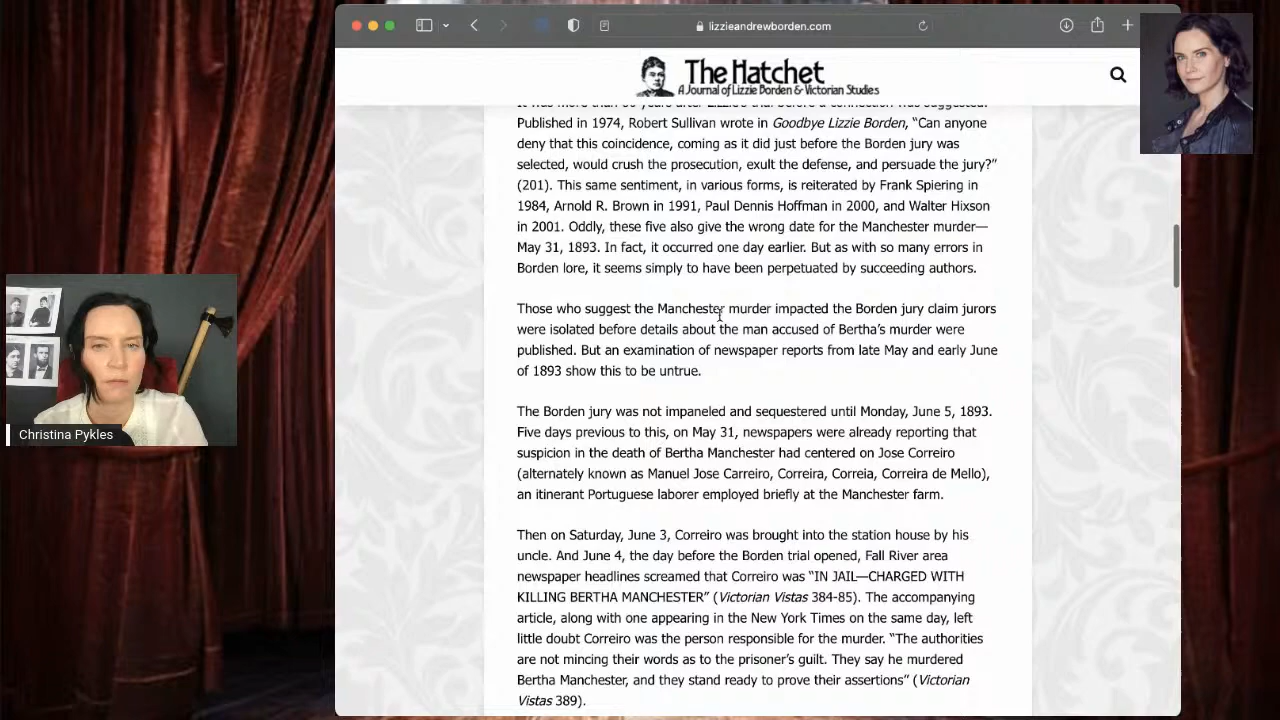 lizzieandrewborden.com
The Hatchet
A Journal of Lizzie Borden & Victorian Studies
It was more than 80 years after Lizzie's trial before a connection was suggested.
Published in 1974, Robert Sullivan wrote in Goodbye Lizzie Borden, “Can anyone
deny that this coincidence, coming as it did just before the Borden jury was
selected, would crush the prosecution, exult the defense, and persuade the jury?”
(201). This same sentiment, in various forms, is reiterated by Frank Spiering in
1984, Arnold R. Brown in 1991, Paul Dennis Hoffman in 2000, and Walter Hixson
in 2001. Oddly, these five also give the wrong date for the Manchester murder—
May 31, 1893. In fact, it occurred one day earlier. But as with so many errors in
Borden lore, it seems simply to have been perpetuated by succeeding authors.
Those who suggest the Manchester murder impacted the Borden jury claim jurors
were isolated before details about the man accused of Bertha’s murder were
published. But an examination of newspaper reports from late May and early June
of 1893 show this to be untrue.
The Borden jury was not impaneled and sequestered until Monday, June 5, 1893.
Five days previous to this, on May 31, newspapers were already reporting that
suspicion in the death of Bertha Manchester had centered on Jose Correiro
(alternately known as Manuel Jose Carreiro, Correira, Correia, Correira de Mello),
an itinerant Portuguese laborer employed briefly at the Manchester farm.
Then on Saturday, June 3, Correiro was brought into the station house by his
uncle. And June 4, the day before the Borden trial opened, Fall River area
newspaper headlines screamed that Correiro was “IN JAIL—CHARGED WITH
KILLING BERTHA MANCHESTER” (Victorian Vistas 384-85). The accompanying
article, along with one appearing in the New York Times on the same day, left
little doubt Correiro was the person responsible for the murder. “The authorities
are not mincing their words as to the prisoner’s guilt. They say he murdered
Bertha Manchester, and they stand ready to prove their assertions” (Victorian
Vistas 389).
Christina Pykles